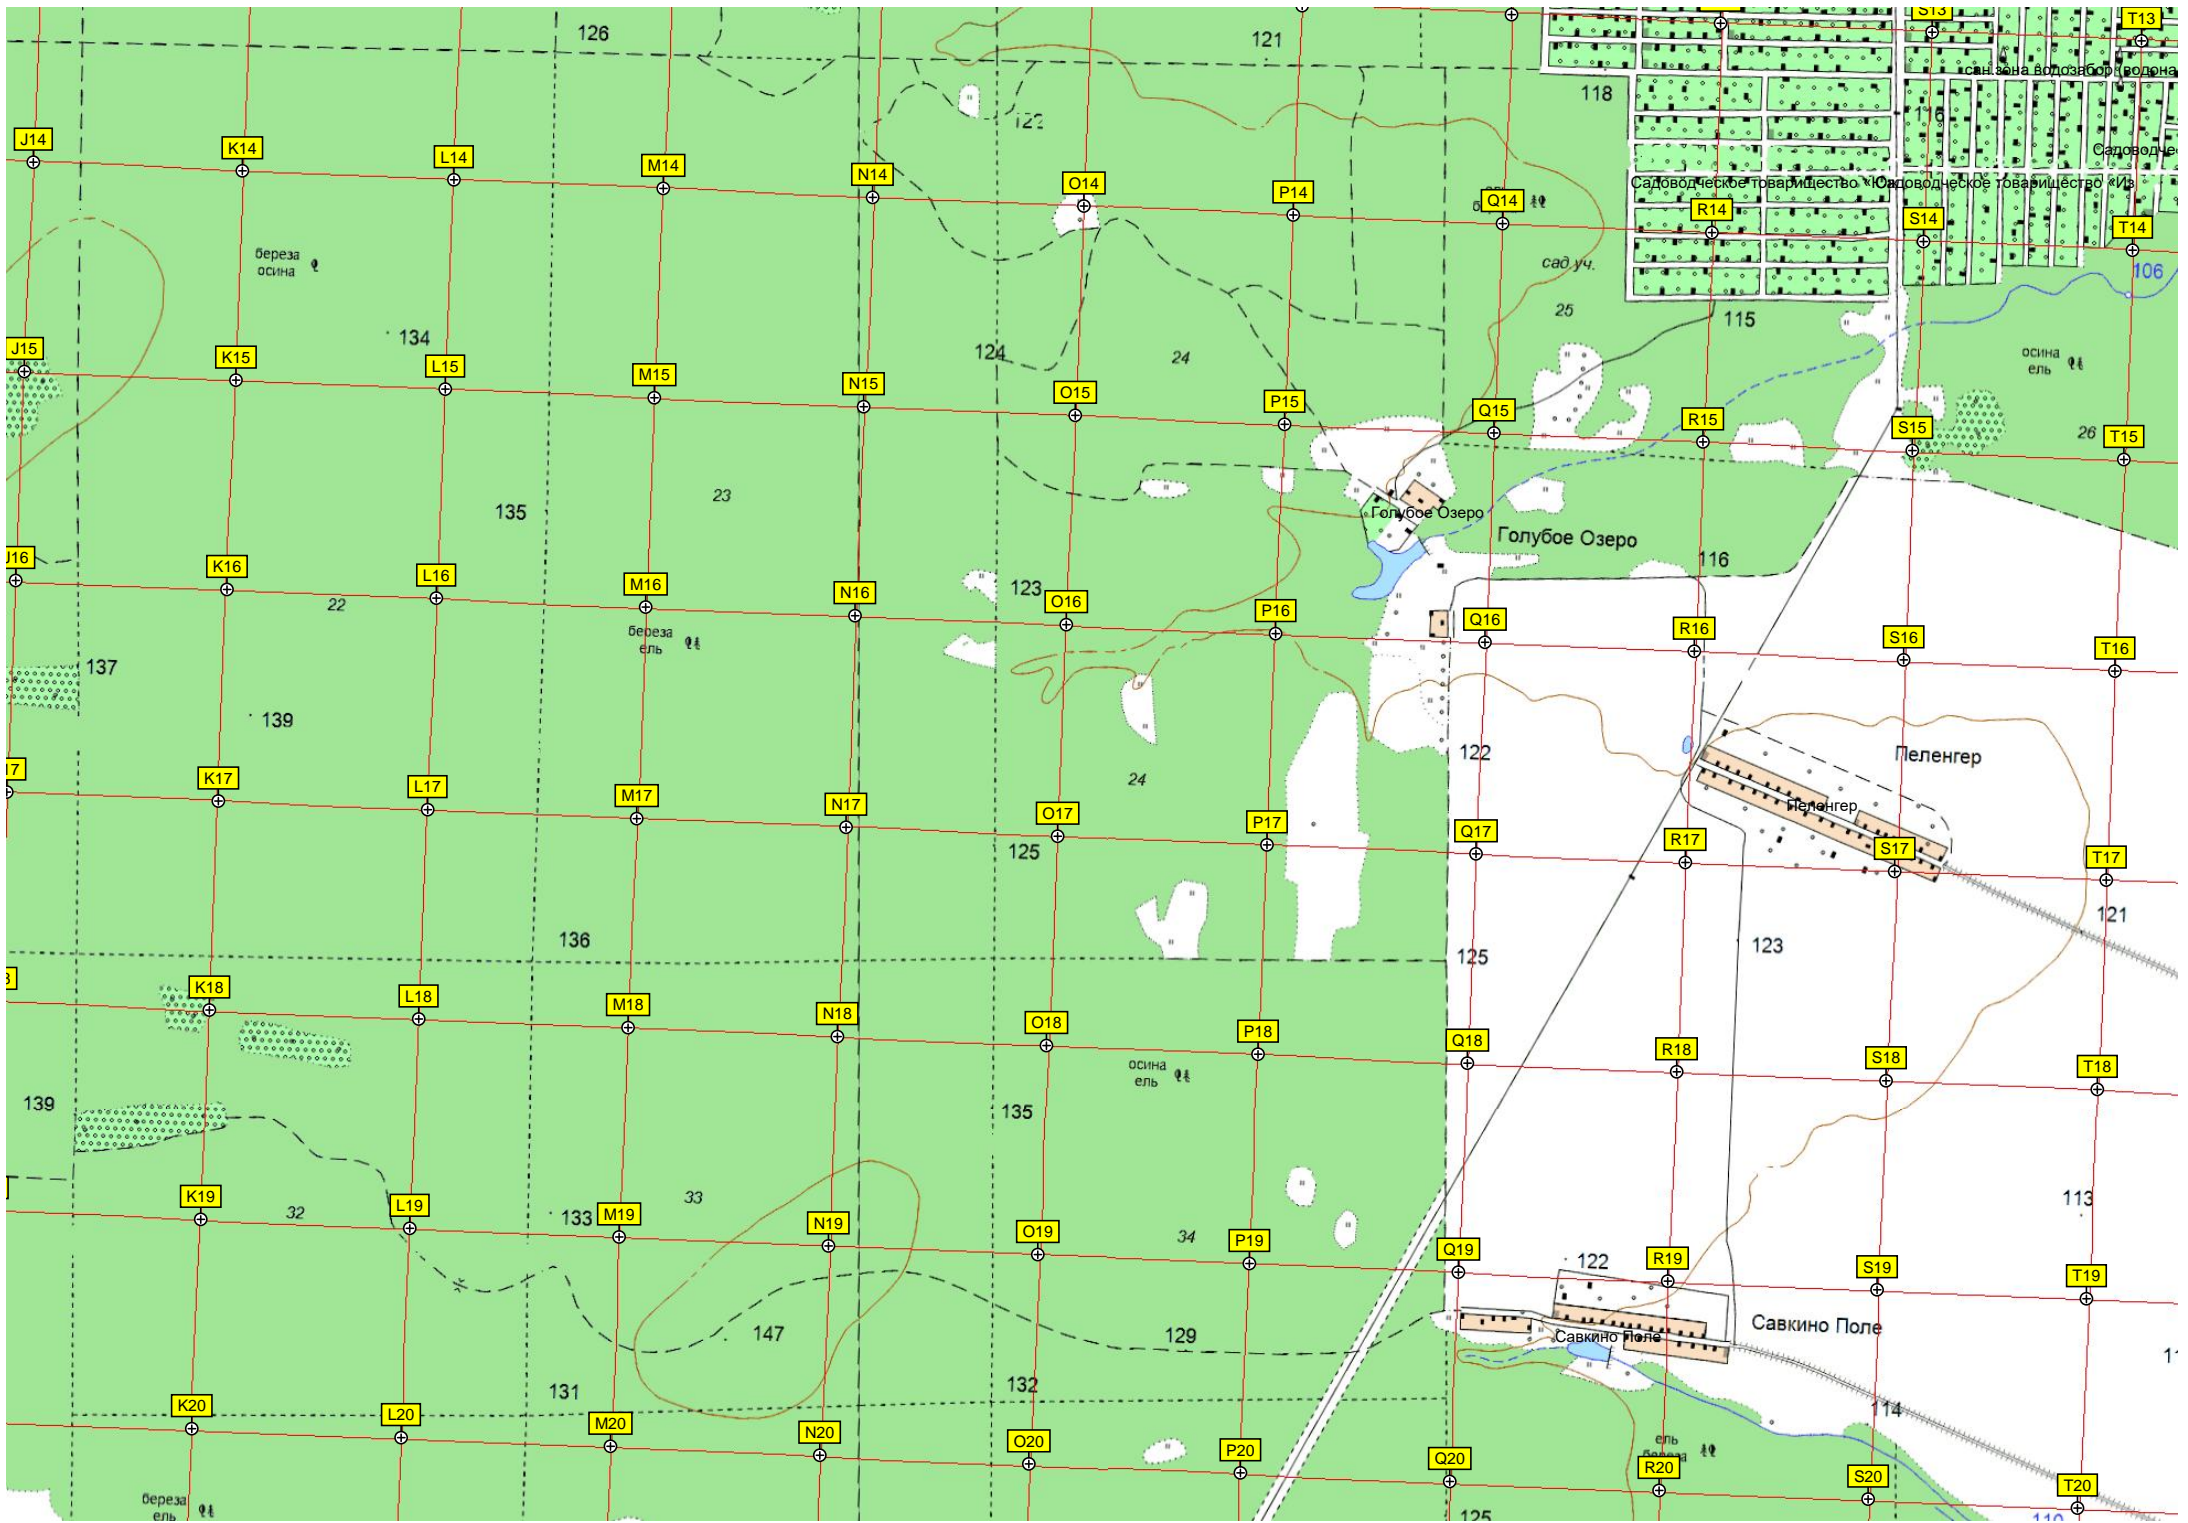 126
121
S13
T13
сан.зона водозабор (водона
118
116
122
J14
K14
L14
M14
N14
O14
P14
Q14
R14
S14
T14
Садоводче
Садоводческое товарищество «Юж
Садоводческое товарищество «Из
береза
осина
сад.уч.
106
25
115
134
124
24
осина
ель
J15
K15
L15
M15
N15
O15
P15
Q15
R15
S15
T15
26
23
135
Голубое Озеро
Голубое Озеро
116
J16
K16
L16
M16
N16
O16
P16
Q16
R16
S16
T16
22
123
береза
ель
137
139
122
Пеленгер
24
Пеленгер
17
K17
L17
M17
N17
O17
P17
Q17
R17
S17
T17
125
121
136
123
125
K18
L18
M18
N18
O18
P18
Q18
R18
S18
T18
осина
ель
139
135
33
113
K19
L19
M19
N19
O19
P19
Q19
R19
S19
T19
32
133
34
122
147
129
Савкино Поле
Савкино Поле
131
132
114
K20
L20
M20
N20
O20
P20
Q20
R20
S20
T20
ель
береза
береза
ель
125
110